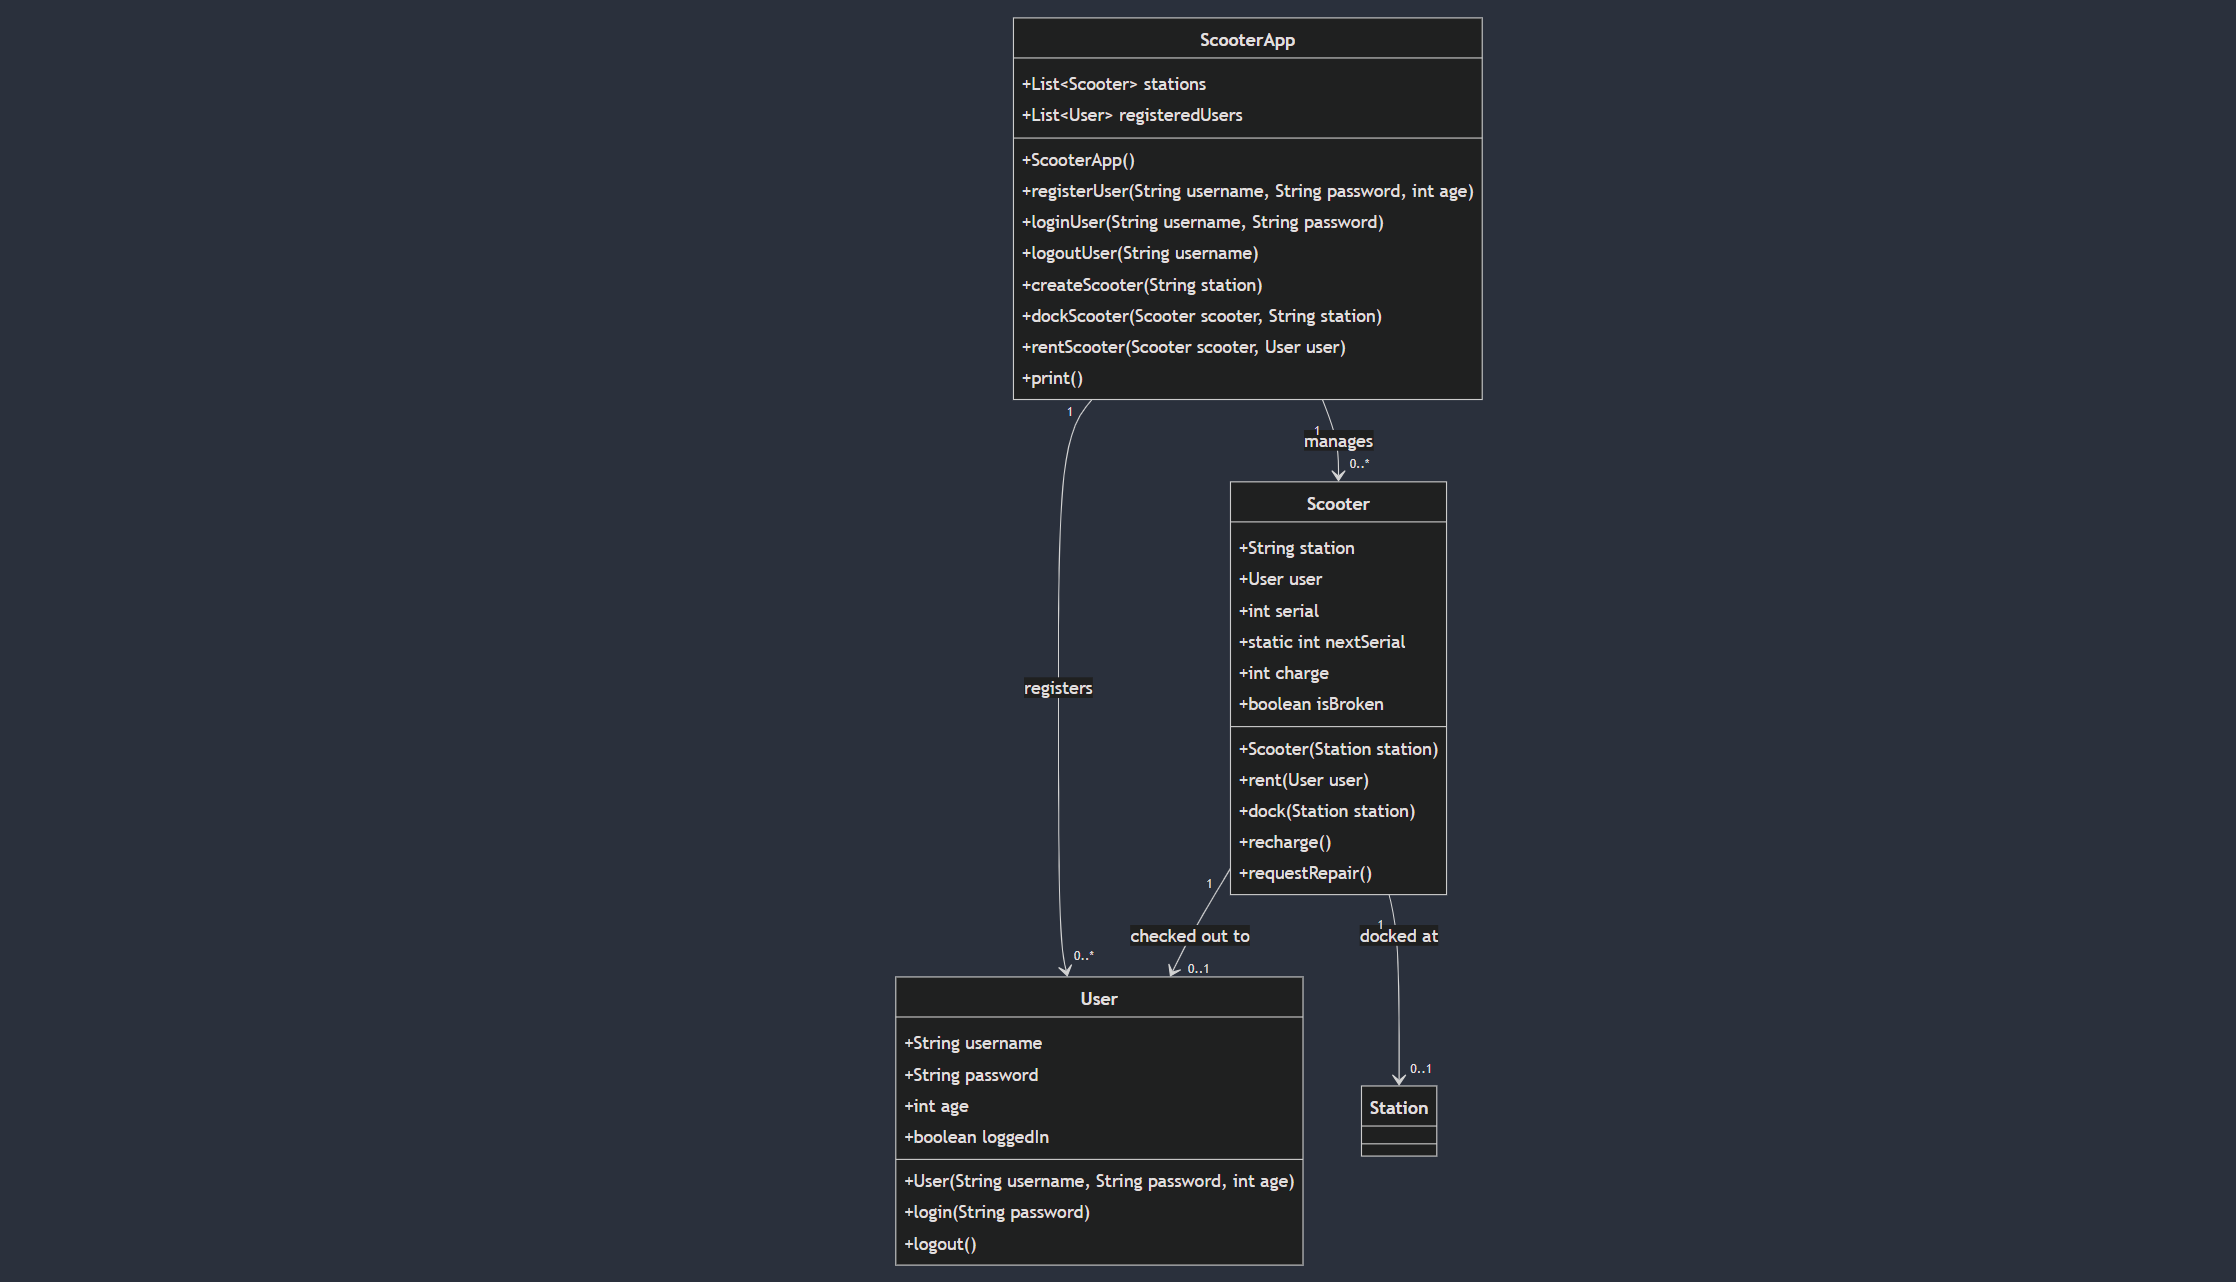 ScooterApp
+List<Scooter> stations
+List<User> registeredUsers
+ScooterApp()
+registerUser(String username, String password, int age)
+loginUser(String username, String password)
+logoutUser(String username)
+createScooter(String station)
+dockScooter(Scooter scooter, String station)
+rentScooter(Scooter scooter, User user)
+print()
1
1
manages
0..*
Scooter
+String station
+User user
+int serial
+static int nextSerial
+int charge
+boolean isBroken
+Scooter(Station station)
+rent(User user)
+dock(Station station)
+recharge()
+requestRepair()
registers
1
1
checked out to
docked at
0..*
0..1
User
+String username
+String password
+int age
+boolean loggedIn
+User(String username, String password, int age)
+login(String password)
+logout()
0..1
Station